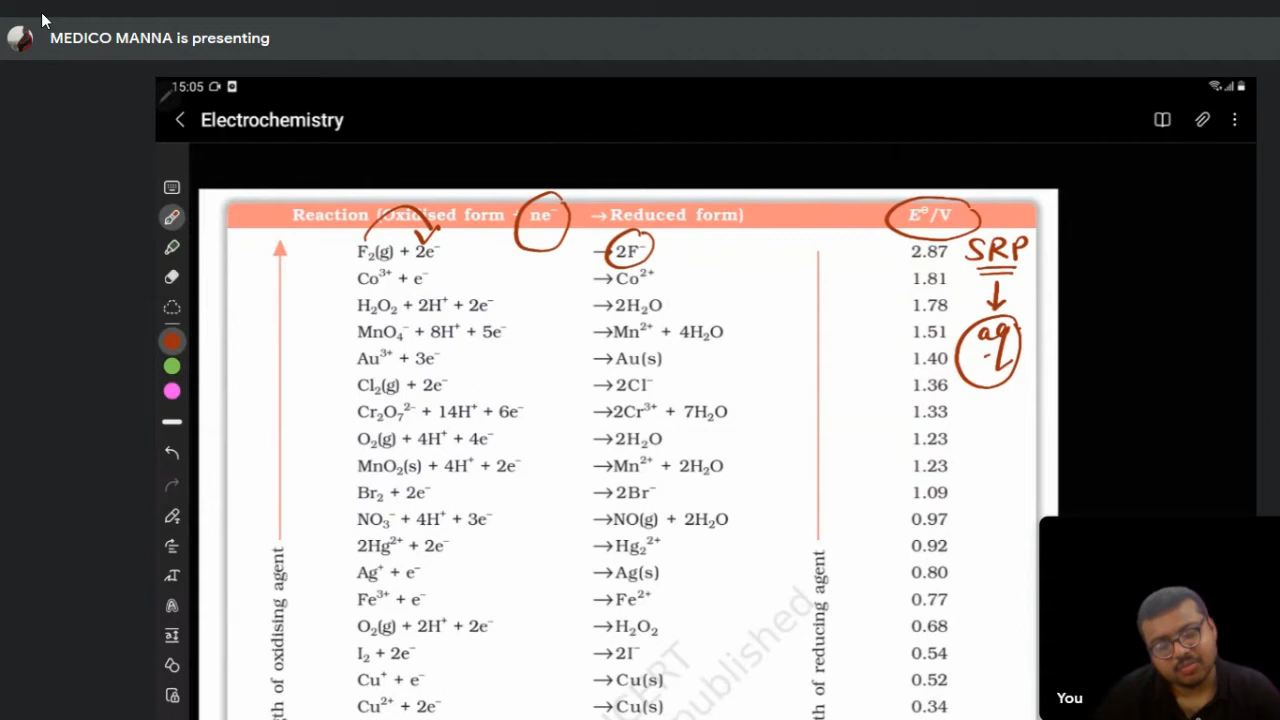 MEDICO MANNA is presenting
15:05
Electrochemistry
Reaction (Oxidised form + ne⁻ →Reduced form) E⊖/V
F₂(g) + 2e⁻ →2F⁻ 2.87 SRP
Co³⁺ + e⁻ →Co²⁺ 1.81
H₂O₂ + 2H⁺ + 2e⁻ →2H₂O 1.78
MnO₄⁻ + 8H⁺ + 5e⁻ →Mn²⁺ + 4H₂O 1.51 aq
Au³⁺ + 3e⁻ →Au(s) 1.40
Cl₂(g) + 2e⁻ →2Cl⁻ 1.36
Cr₂O₇²⁻ + 14H⁺ + 6e⁻ →2Cr³⁺ + 7H₂O 1.33
O₂(g) + 4H⁺ + 4e⁻ →2H₂O 1.23
MnO₂(s) + 4H⁺ + 2e⁻ →Mn²⁺ + 2H₂O 1.23
Br₂ + 2e⁻ →2Br⁻ 1.09
NO₃⁻ + 4H⁺ + 3e⁻ →NO(g) + 2H₂O 0.97
2Hg²⁺ + 2e⁻ →Hg₂²⁺ 0.92
Ag⁺ + e⁻ →Ag(s) 0.80
Fe³⁺ + e⁻ →Fe²⁺ 0.77
O₂(g) + 2H⁺ + 2e⁻ →H₂O₂ 0.68
I₂ + 2e⁻ →2I⁻ 0.54
Cu⁺ + e⁻ →Cu(s) 0.52
Cu²⁺ + 2e⁻ →Cu(s) 0.34
of oxidising agent
of reducing agent
You